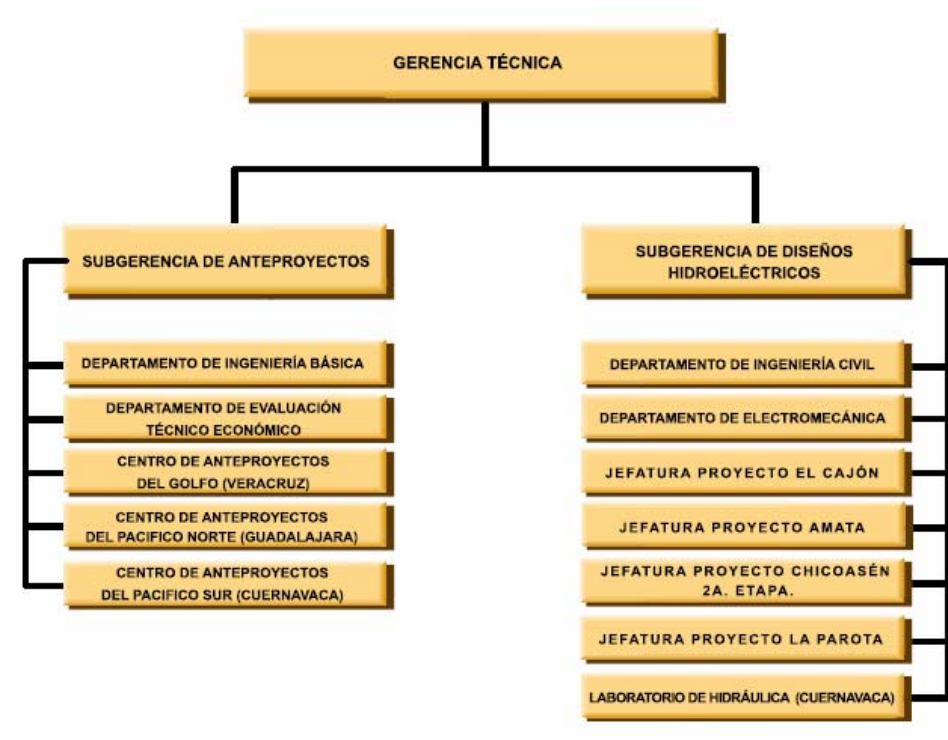 GERENCIA TÉCNICA
SUBGERENCIA DE ANTEPROYECTOS
DEPARTAMENTO DE INGENIERÍA BÁSICA
DEPARTAMENTO DE EVALUACIÓN
TÉCNICO ECONÓMICO
CENTRO DE ANTEPROYECTOS
DEL GOLFO (VERACRUZ)
CENTRO DE ANTEPROYECTOS
DEL PACIFICO NORTE (GUADALAJARA)
CENTRO DE ANTEPROYECTOS
DEL PACIFICO SUR (CUERNAVACA)
SUBGERENCIA DE DISEÑOS
HIDROELÉCTRICOS
DEPARTAMENTO DE INGENIERÍA CIVIL
DEPARTAMENTO DE ELECTROMECÁNICA
JEFATURA PROYECTO EL CAJÓN
JEFATURA PROYECTO AMATA
JEFATURA PROYECTO CHICOASÉN
2A. ETAPA.
JEFATURA PROYECTO LA PAROTA
LABORATORIO DE HIDRÁULICA (CUERNAVACA)